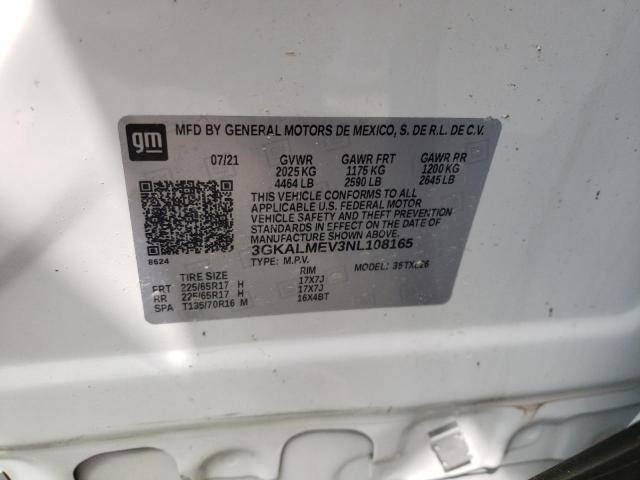 gm
MFD BY GENERAL MOTORS DE MEXICO, S. DE R.L. DE C.V.
07/21 GVWR GAWR FRT GAWR RR
2025 KG 1175 KG 1200 KG
4464 LB 2590 LB 2645 LB
THIS VEHICLE CONFORMS TO ALL
APPLICABLE U.S. FEDERAL MOTOR
VEHICLE SAFETY AND THEFT PREVENTION
STANDARDS IN EFFECT ON THE DATE OF
MANUFACTURE SHOWN ABOVE.
8624 3GKALMEV3NL108165
TYPE: M.P.V. MODEL:
TIRE SIZE RIM
FRT 225/65R17 H 17X7J
RR 225/65R17 H 17X7J
SPA T135/70R16 M 16X4BT